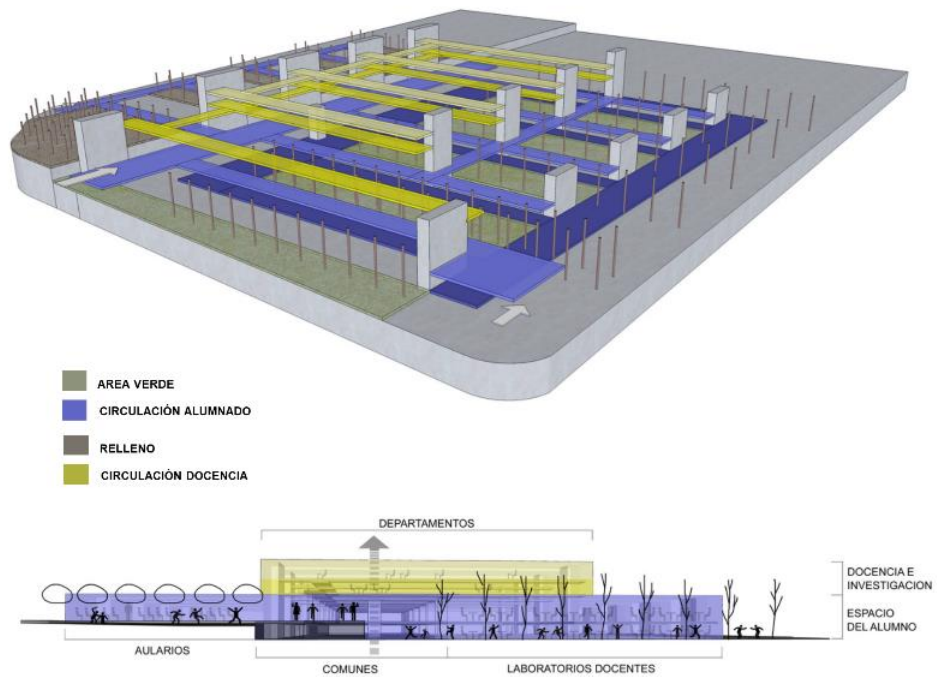 AREA VERDE
CIRCULACIÓN ALUMNADO
RELLENO
CIRCULACIÓN DOCENCIA
DEPARTAMENTOS
DOCENCIA E
INVESTIGACION
ESPACIO
DEL ALUMNO
AULARIOS
COMUNES
LABORATORIOS DOCENTES